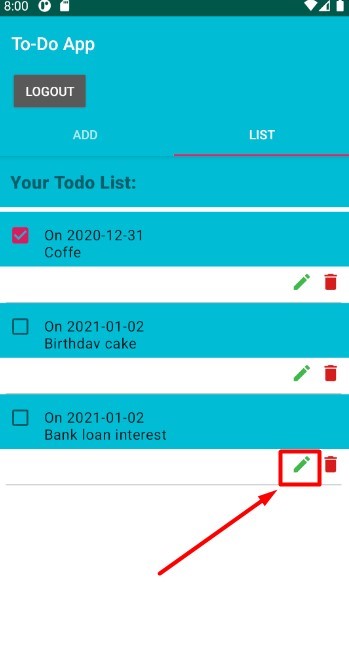 8:00
To-Do App
LOGOUT
ADD
LIST
Your Todo List:
On 2020-12-31
Coffe
On 2021-01-02
Birthday cake
On 2021-01-02
Bank loan interest